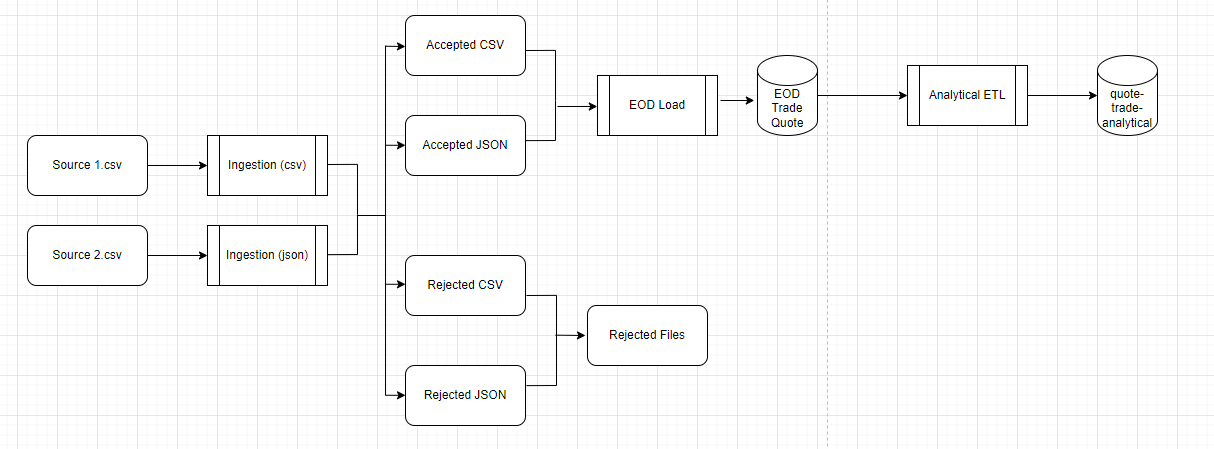 Accepted CSV
Accepted JSON
EOD Load
EOD
Trade
Quote
Analytical ETL
quote-
trade-
analytical
Source 1.csv
Ingestion (csv)
Source 2.csv
Ingestion (json)
Rejected CSV
Rejected Files
Rejected JSON